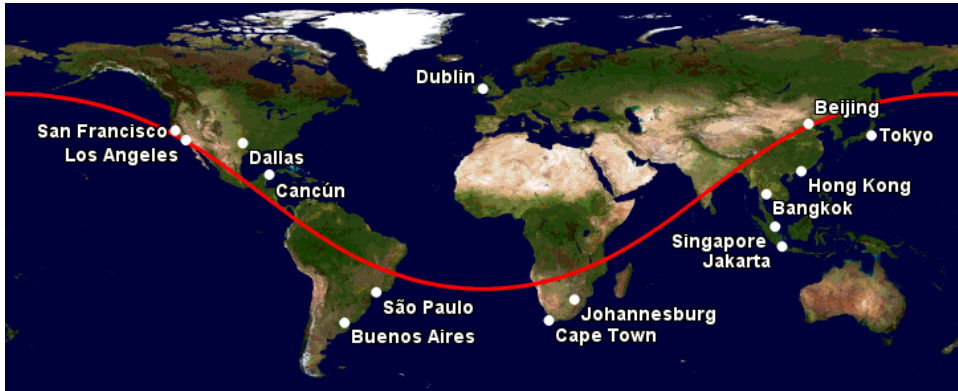 Dublin
Beijing
San Francisco
Tokyo
Los Angeles
Dallas
Hong Kong
Cancún
Bangkok
Singapore
Jakarta
São Paulo
Johannesburg
Buenos Aires
Cape Town